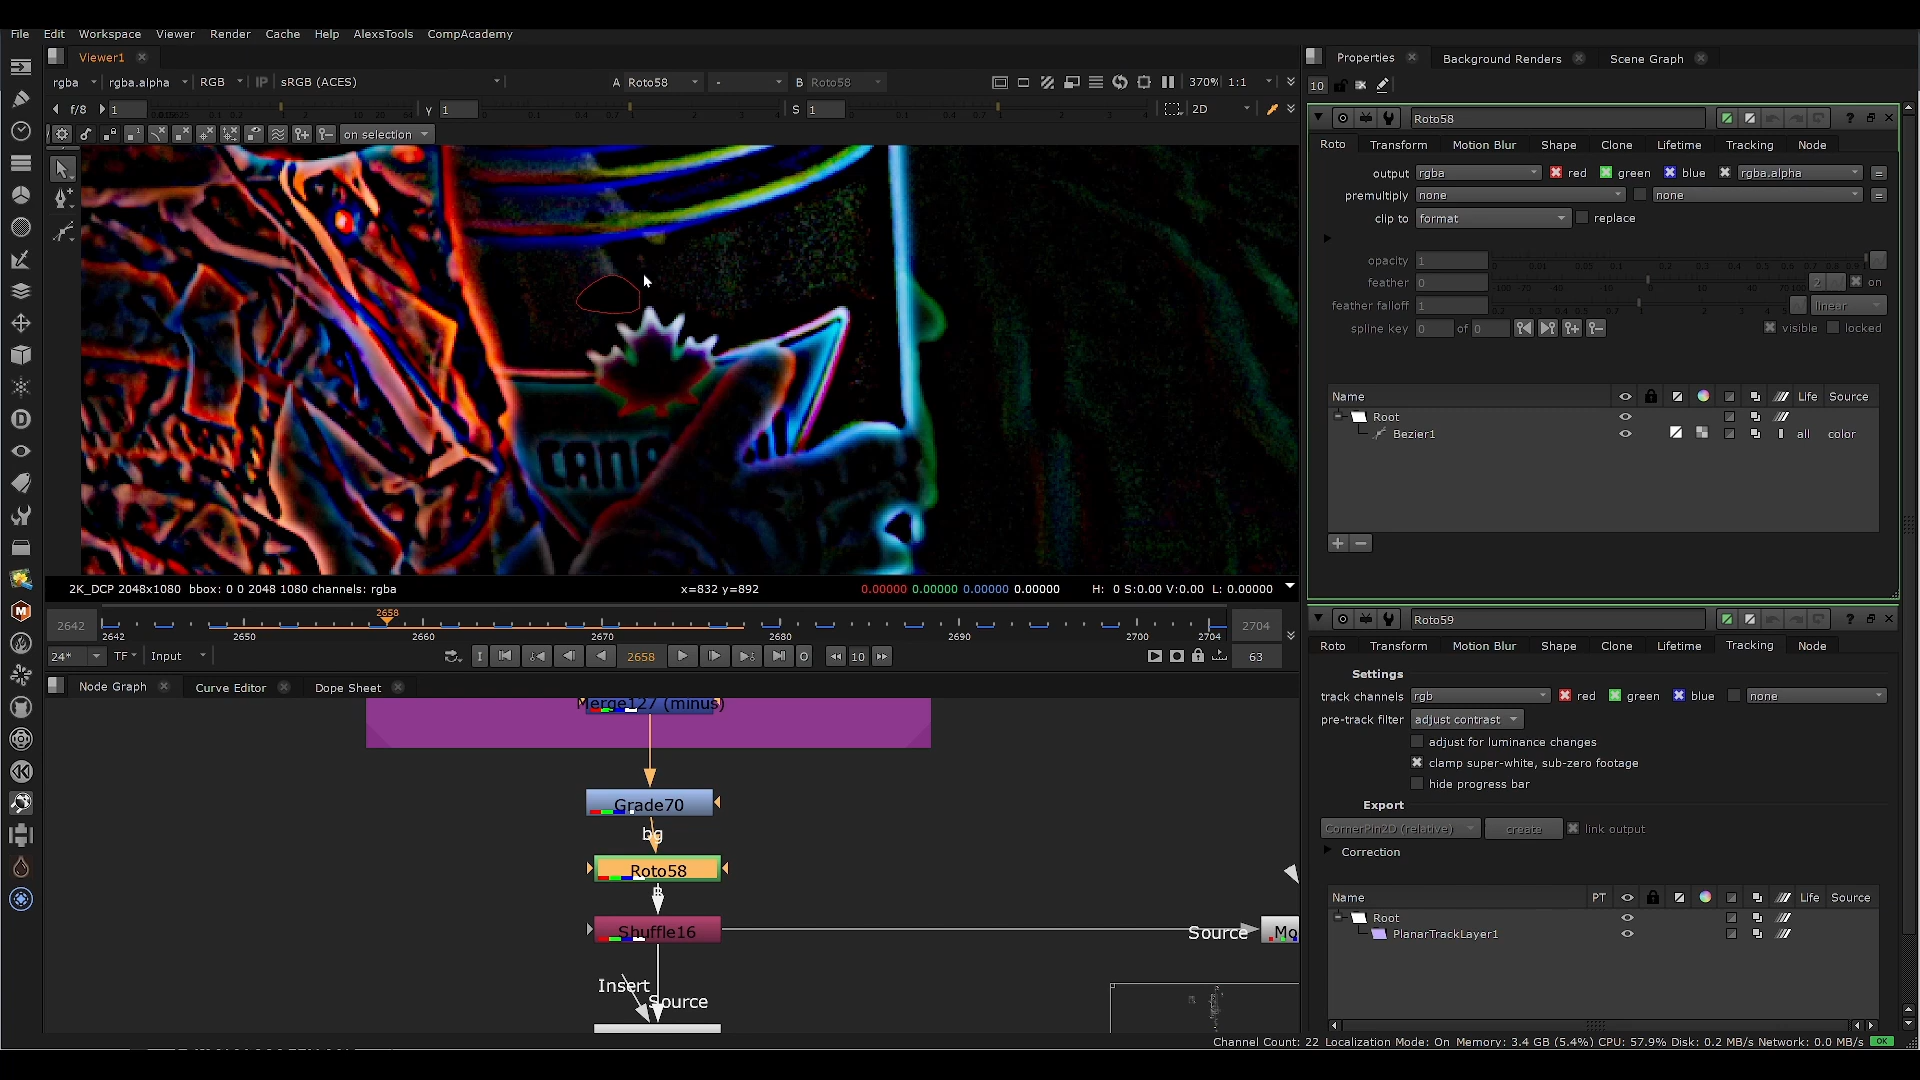 File Edit Workspace Viewer Render Cache Help AlexsTools CompAcademy
Viewer1
rgba rgba.alpha RGB IP sRGB (ACES) A Roto58 - B Roto58 370% 1:1
f/8 1 Y 1 S 1 2D
on selection
CANA
2K_DCP 2048x1080 bbox: 0 0 2048 1080 channels: rgba x=832 y=892 0.00000 0.00000 0.00000 0.00000 H: 0 S:0.00 V:0.00 L: 0.00000
2658
2642 2642 2650 2660 2670 2680 2690 2700 2704 2704
24* TF Input I 2658 O 10 63
Node Graph Curve Editor Dope Sheet
Merge127 (minus)
Grade70
bg
Roto58
B
Shuffle16 Source Mo
Insert
Source
Properties Background Renders Scene Graph
10
Roto58
Roto Transform Motion Blur Shape Clone Lifetime Tracking Node
output rgba red green blue rgba.alpha =
premultiply none none =
clip to format replace
opacity 1
feather 0 2 on
feather falloff 1 linear
spline key 0 of 0 visible locked
Name Life Source
Root
Bezier1 all color
Roto59
Roto Transform Motion Blur Shape Clone Lifetime Tracking Node
Settings
track channels rgb red green blue none
pre-track filter adjust contrast
adjust for luminance changes
clamp super-white, sub-zero footage
hide progress bar
Export
CornerPin2D (relative) create link output
Correction
Name PT Life Source
Root
PlanarTrackLayer1
Channel Count: 22 Localization Mode: On Memory: 3.4 GB (5.4%) CPU: 57.9% Disk: 0.2 MB/s Network: 0.0 MB/s OK